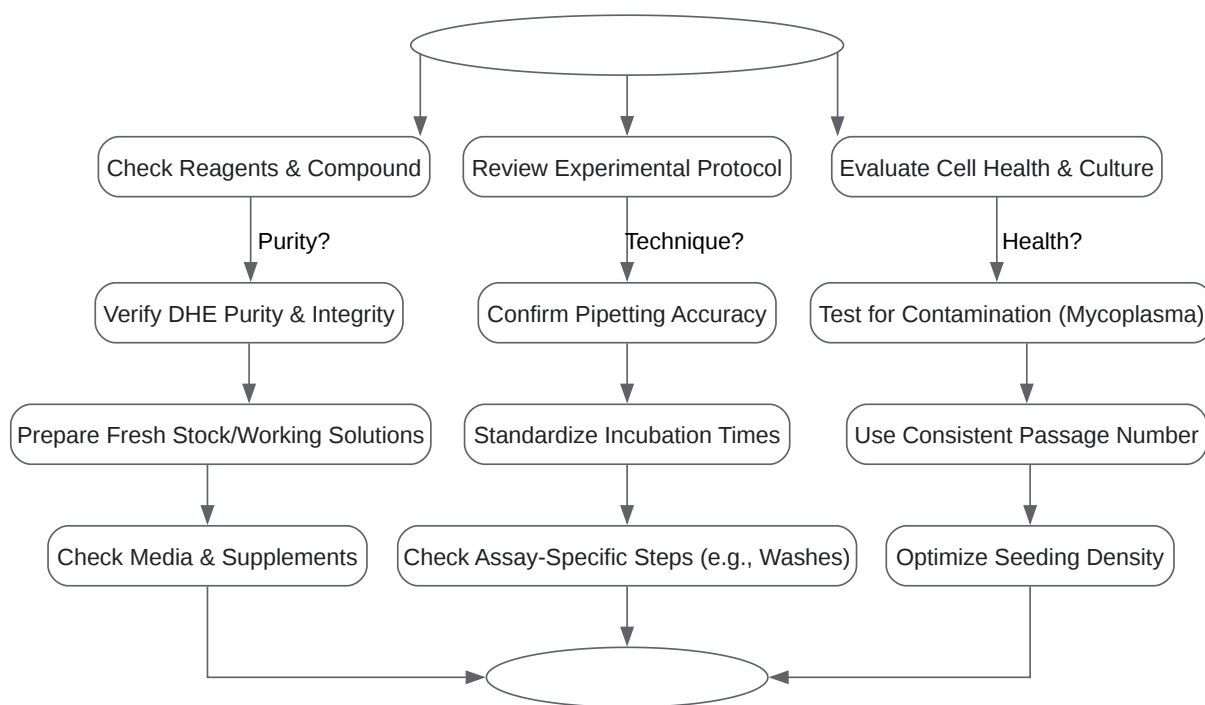 Check Reagents & Compound
Review Experimental Protocol
Evaluate Cell Health & Culture
Purity?
Technique?
Health?
Verify DHE Purity & Integrity
Confirm Pipetting Accuracy
Test for Contamination (Mycoplasma)
Prepare Fresh Stock/Working Solutions
Standardize Incubation Times
Use Consistent Passage Number
Check Media & Supplements
Check Assay-Specific Steps (e.g., Washes)
Optimize Seeding Density